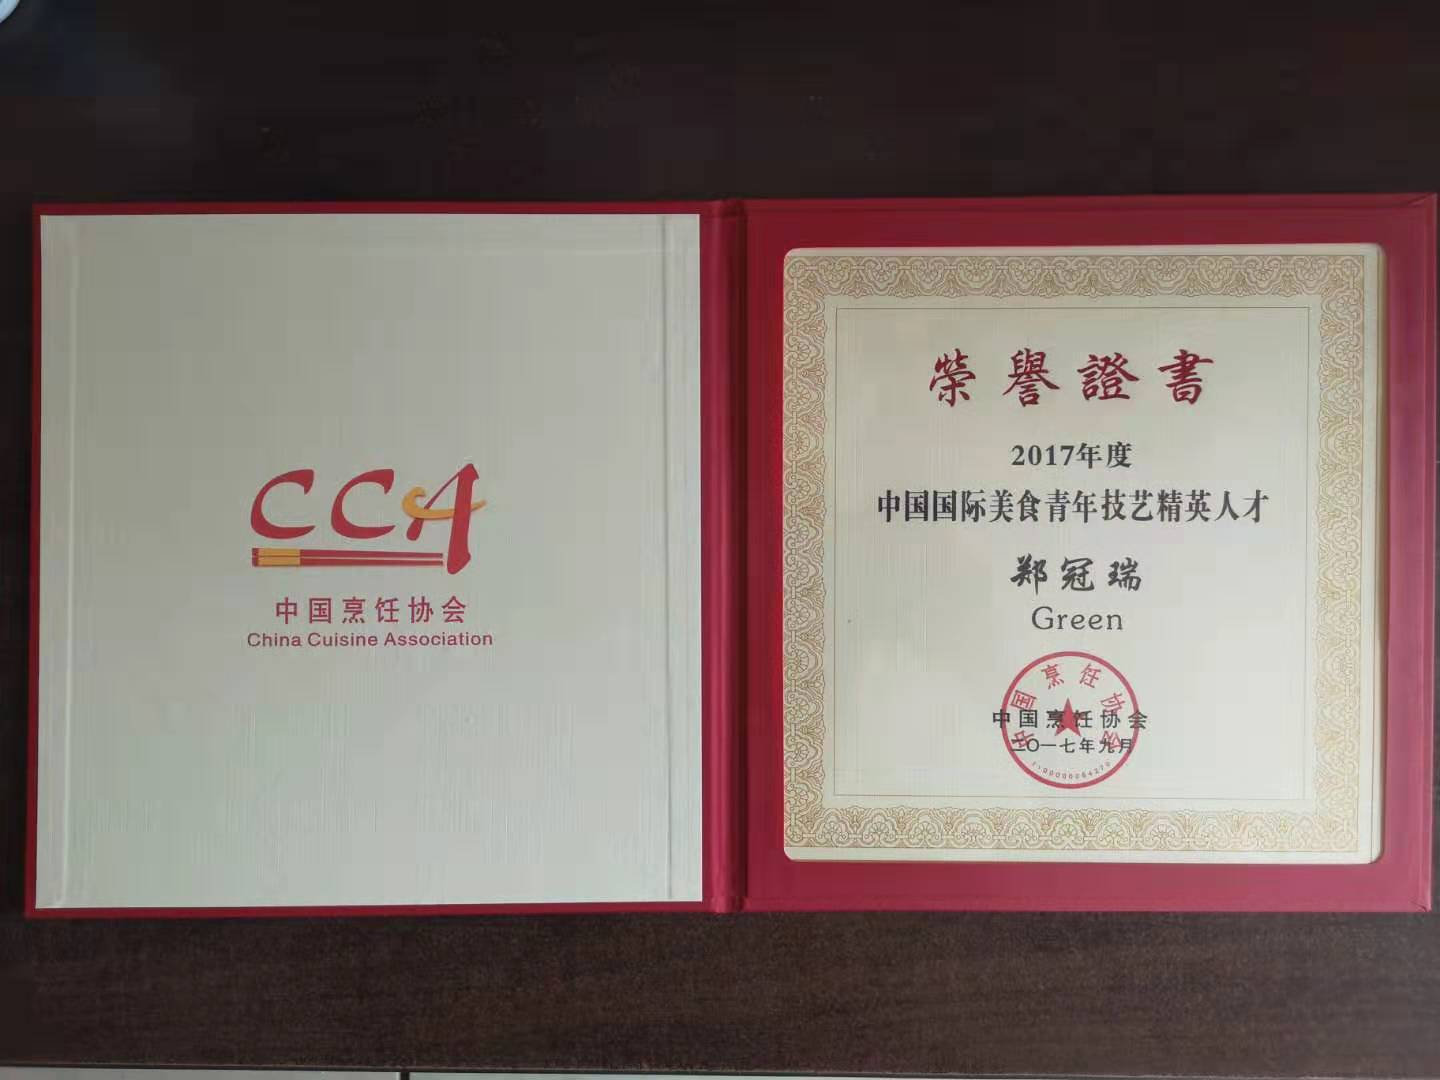 CCA
中国烹饪协会
China Cuisine Association
榮譽證書
2017年度
中国国际美食青年技艺精英人才
郑冠瑞
Green
中国烹饪协会
中国烹饪协会
二〇一七年九月